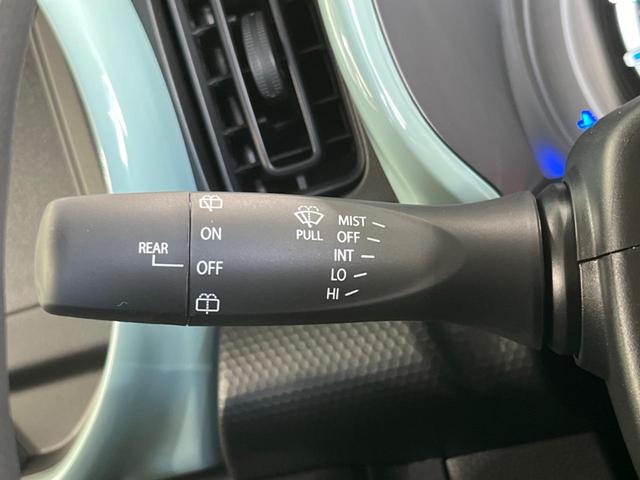 REAR
ON
OFF
PULL
MIST
OFF
INT
LO
HI